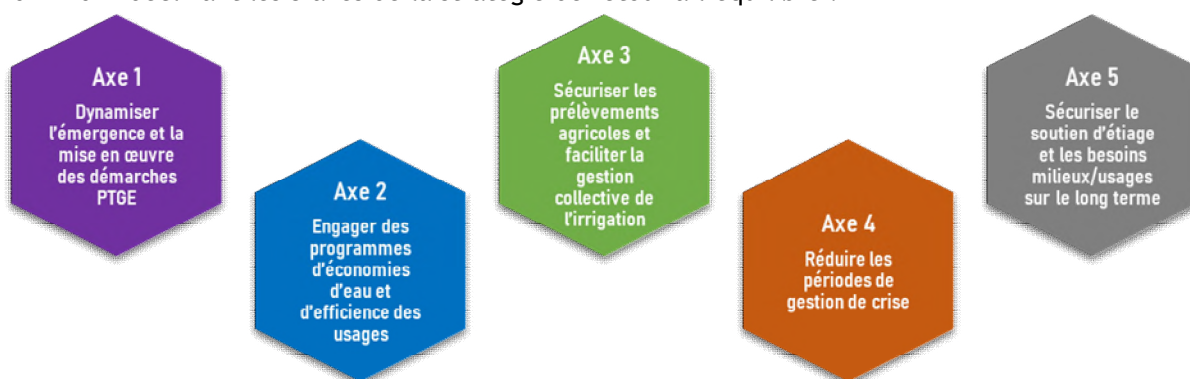 Axe 1
Dynamiser
l'émergence et la
mise en œuvre
des démarches
PTGE
Axe 2
Engager des
programmes
d'économies
d'eau et
d'efficience des
usages
Axe 3
Sécuriser les
prélèvements
agricoles et
faciliter la
gestion
collective de
l'irrigation
Axe 4
Réduire les
périodes de
gestion de crise
Axe 5
Sécuriser le
soutien d'étiage
et les besoins
milieux/usages
sur le long terme